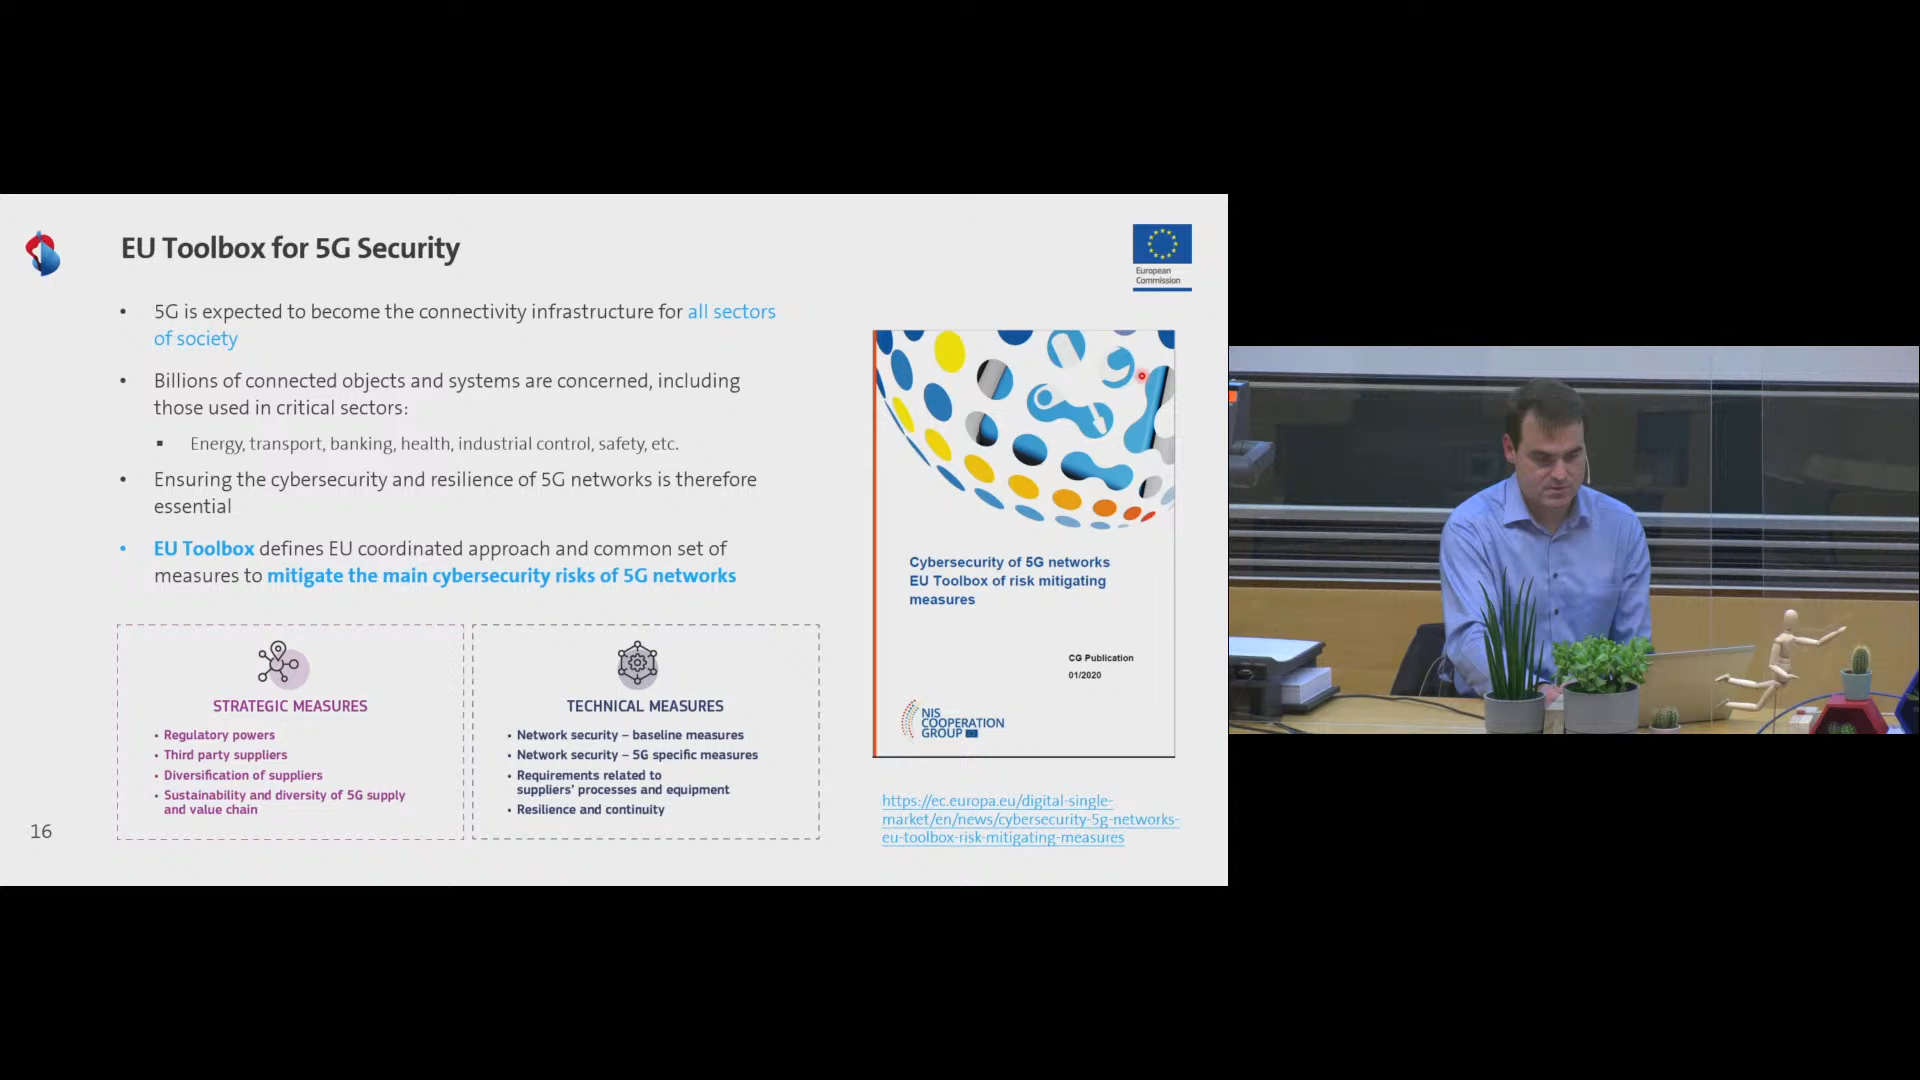 EU Toolbox for 5G Security
European
Commission
• 5G is expected to become the connectivity infrastructure for all sectors
of society
• Billions of connected objects and systems are concerned, including
those used in critical sectors:
▪ Energy, transport, banking, health, industrial control, safety, etc.
• Ensuring the cybersecurity and resilience of 5G networks is therefore
essential
• EU Toolbox defines EU coordinated approach and common set of
measures to mitigate the main cybersecurity risks of 5G networks
STRATEGIC MEASURES
• Regulatory powers
• Third party suppliers
• Diversification of suppliers
• Sustainability and diversity of 5G supply
and value chain
TECHNICAL MEASURES
• Network security – baseline measures
• Network security – 5G specific measures
• Requirements related to
suppliers' processes and equipment
• Resilience and continuity
Cybersecurity of 5G networks
EU Toolbox of risk mitigating
measures
CG Publication
01/2020
NIS
COOPERATION
GROUP
https://ec.europa.eu/digital-single-
market/en/news/cybersecurity-5g-networks-
eu-toolbox-risk-mitigating-measures
16